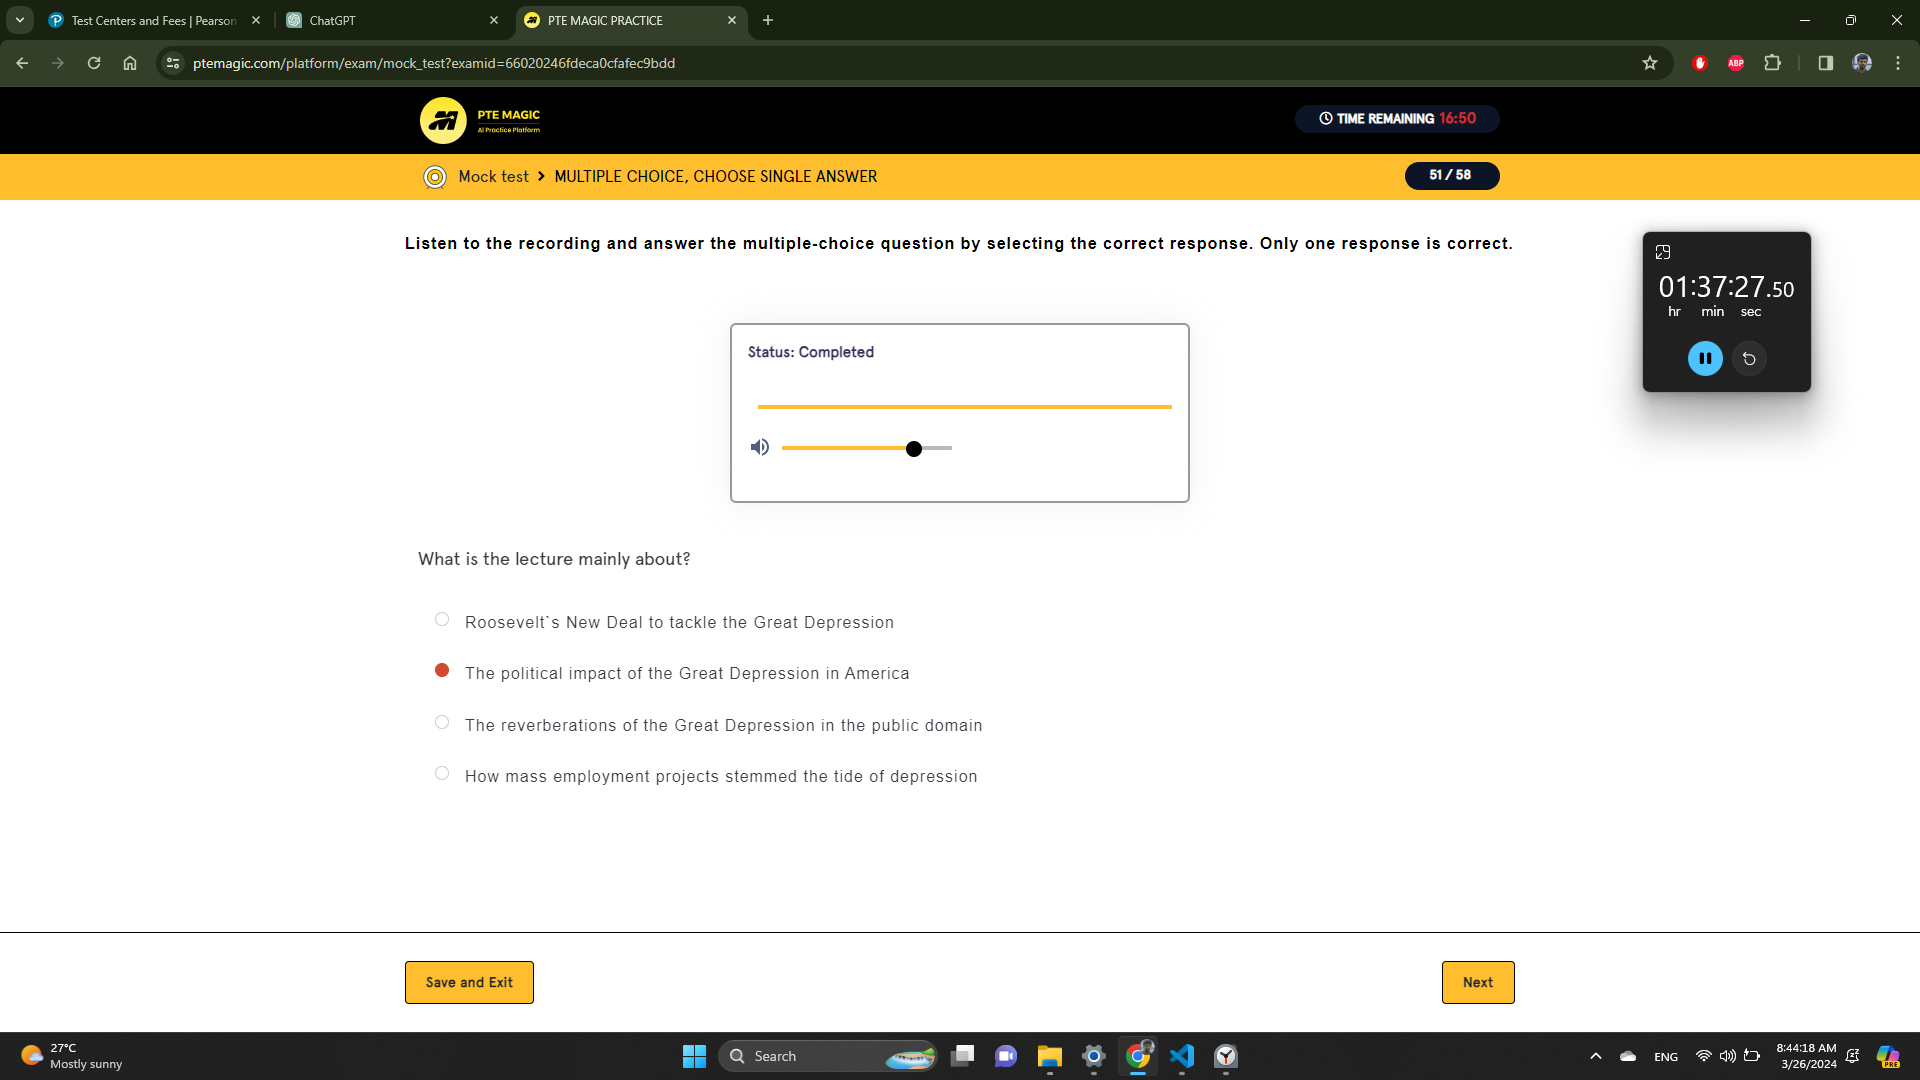 Test Centers and Fees | Pearson
ChatGPT
PTE MAGIC PRACTICE
ptemagic.com/platform/exam/mock_test?examid=66020246fdeca0cfafec9bdd
ABP
PTE MAGIC
AI Practice Platform
TIME REMAINING 16:50
Mock test > MULTIPLE CHOICE, CHOOSE SINGLE ANSWER
51 / 58
Listen to the recording and answer the multiple-choice question by selecting the correct response. Only one response is correct.
01:37:27.50
hr min sec
Status: Completed
What is the lecture mainly about?
Roosevelt`s New Deal to tackle the Great Depression
The political impact of the Great Depression in America
The reverberations of the Great Depression in the public domain
How mass employment projects stemmed the tide of depression
Save and Exit
Next
27°C
Mostly sunny
Search
ENG
8:44:18 AM
3/26/2024
PRE